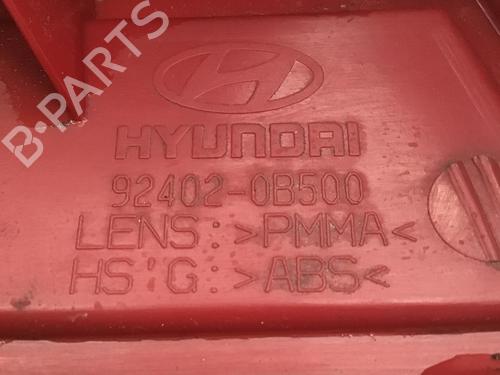 B-PARTS
HYUNDAI
92402-0B500
LENS: >PMMA<
HS'G: >ABS<